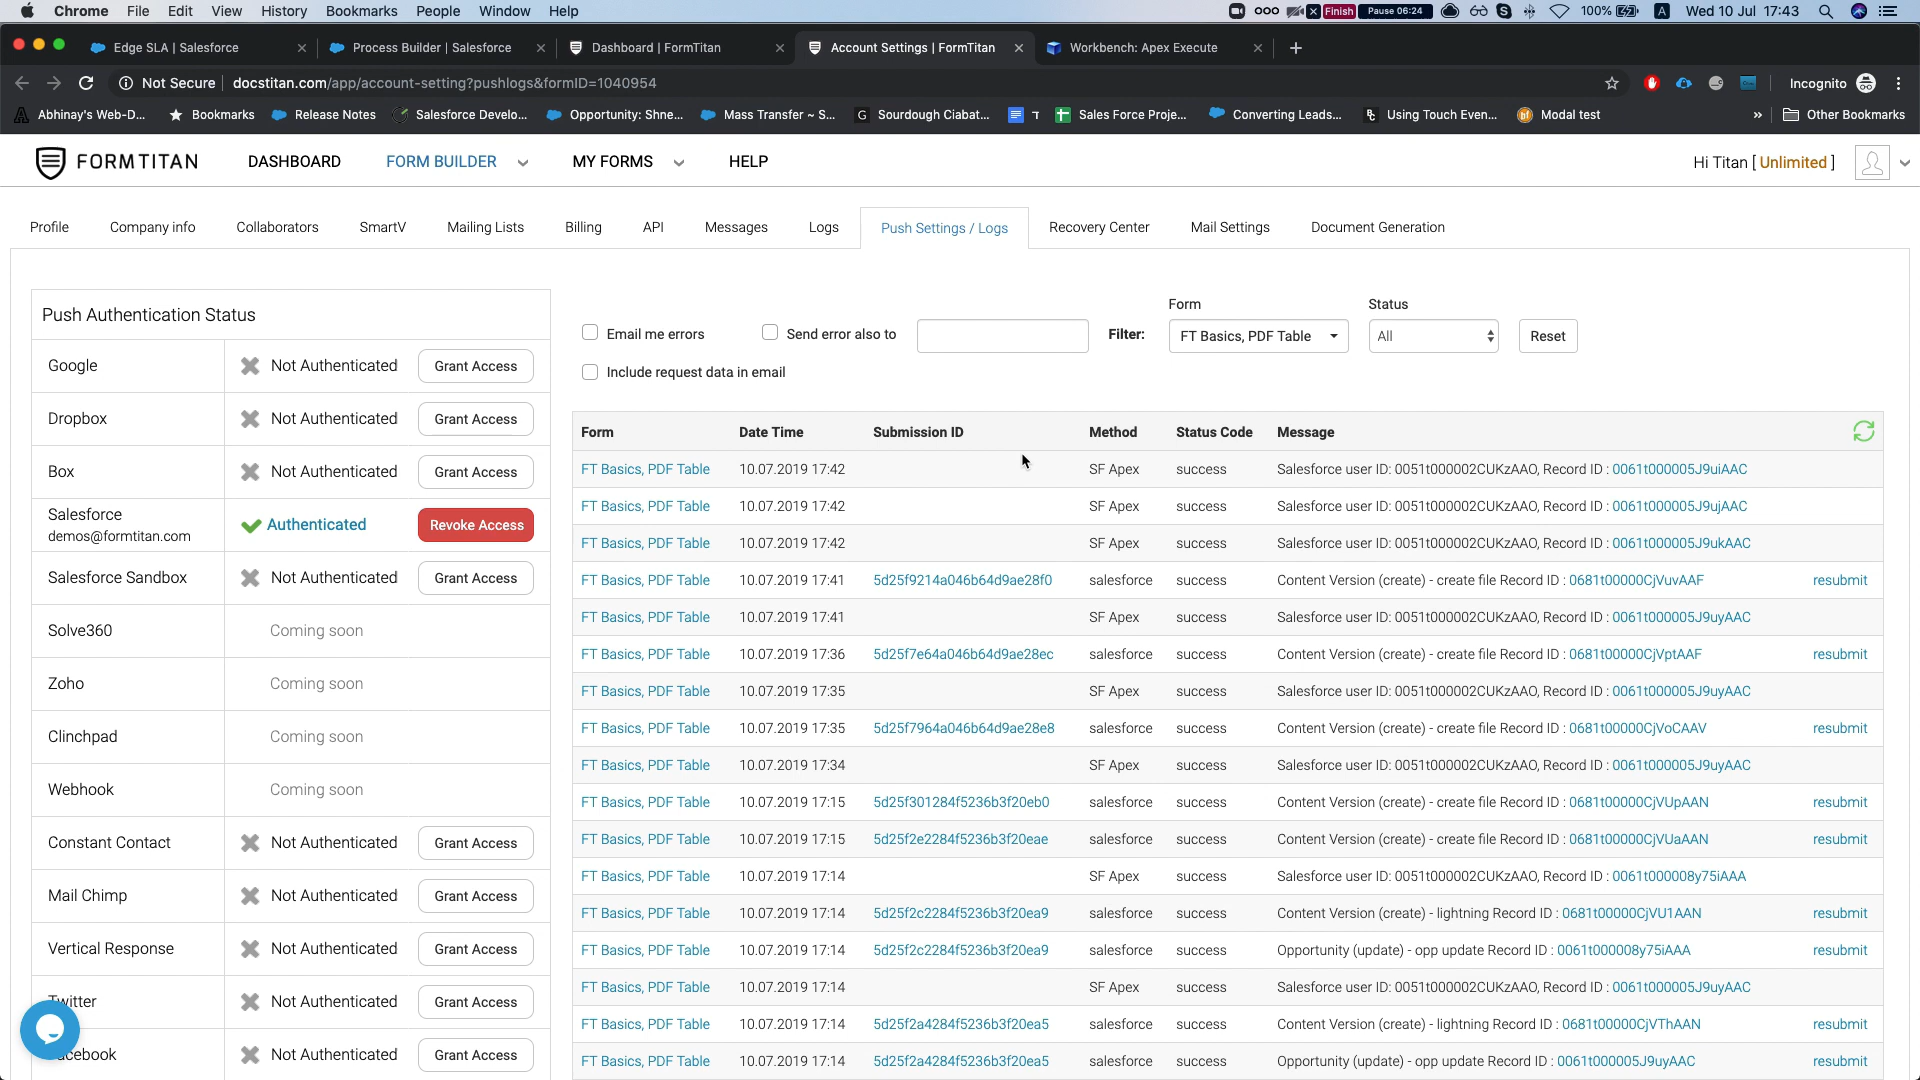 Chrome File Edit View History Bookmarks People Window Help Finish Pause 06:24 100% A Wed 10 Jul 17:43
Edge SLA | Salesforce Process Builder | Salesforce Dashboard | FormTitan Account Settings | FormTitan Workbench: Apex Execute
Not Secure docstitan.com/app/account-setting?pushlogs&formID=1040954 Incognito
Abhinay's Web-D... Bookmarks Release Notes Salesforce Develo... Opportunity: Shne... Mass Transfer ~ S... Sourdough Ciabat... T Sales Force Proje... Converting Leads... Using Touch Even... Modal test » Other Bookmarks
FORMTITAN DASHBOARD FORM BUILDER MY FORMS HELP Hi Titan [ Unlimited ]
Profile Company info Collaborators SmartV Mailing Lists Billing API Messages Logs Push Settings / Logs Recovery Center Mail Settings Document Generation
Push Authentication Status
Google Not Authenticated Grant Access
Dropbox Not Authenticated Grant Access
Box Not Authenticated Grant Access
Salesforce
demos@formtitan.com Authenticated Revoke Access
Salesforce Sandbox Not Authenticated Grant Access
Solve360 Coming soon
Zoho Coming soon
Clinchpad Coming soon
Webhook Coming soon
Constant Contact Not Authenticated Grant Access
Mail Chimp Not Authenticated Grant Access
Vertical Response Not Authenticated Grant Access
Twitter Not Authenticated Grant Access
acebook Not Authenticated Grant Access
Form Status
Email me errors Send error also to Filter: FT Basics, PDF Table All Reset
Include request data in email
Form Date Time Submission ID Method Status Code Message
FT Basics, PDF Table 10.07.2019 17:42 SF Apex success Salesforce user ID: 0051t000002CUKzAAO, Record ID : 0061t000005J9uiAAC
FT Basics, PDF Table 10.07.2019 17:42 SF Apex success Salesforce user ID: 0051t000002CUKzAAO, Record ID : 0061t000005J9ujAAC
FT Basics, PDF Table 10.07.2019 17:42 SF Apex success Salesforce user ID: 0051t000002CUKzAAO, Record ID : 0061t000005J9ukAAC
FT Basics, PDF Table 10.07.2019 17:41 5d25f9214a046b64d9ae28f0 salesforce success Content Version (create) - create file Record ID : 0681t00000CjVuvAAF resubmit
FT Basics, PDF Table 10.07.2019 17:41 SF Apex success Salesforce user ID: 0051t000002CUKzAAO, Record ID : 0061t000005J9uyAAC
FT Basics, PDF Table 10.07.2019 17:36 5d25f7e64a046b64d9ae28ec salesforce success Content Version (create) - create file Record ID : 0681t00000CjVptAAF resubmit
FT Basics, PDF Table 10.07.2019 17:35 SF Apex success Salesforce user ID: 0051t000002CUKzAAO, Record ID : 0061t000005J9uyAAC
FT Basics, PDF Table 10.07.2019 17:35 5d25f7964a046b64d9ae28e8 salesforce success Content Version (create) - create file Record ID : 0681t00000CjVoCAAV resubmit
FT Basics, PDF Table 10.07.2019 17:34 SF Apex success Salesforce user ID: 0051t000002CUKzAAO, Record ID : 0061t000005J9uyAAC
FT Basics, PDF Table 10.07.2019 17:15 5d25f301284f5236b3f20eb0 salesforce success Content Version (create) - create file Record ID : 0681t00000CjVUpAAN resubmit
FT Basics, PDF Table 10.07.2019 17:15 5d25f2e2284f5236b3f20eae salesforce success Content Version (create) - create file Record ID : 0681t00000CjVUaAAN resubmit
FT Basics, PDF Table 10.07.2019 17:14 SF Apex success Salesforce user ID: 0051t000002CUKzAAO, Record ID : 0061t000008y75iAAA
FT Basics, PDF Table 10.07.2019 17:14 5d25f2c2284f5236b3f20ea9 salesforce success Content Version (create) - lightning Record ID : 0681t00000CjVU1AAN resubmit
FT Basics, PDF Table 10.07.2019 17:14 5d25f2c2284f5236b3f20ea9 salesforce success Opportunity (update) - opp update Record ID : 0061t000008y75iAAA resubmit
FT Basics, PDF Table 10.07.2019 17:14 SF Apex success Salesforce user ID: 0051t000002CUKzAAO, Record ID : 0061t000005J9uyAAC
FT Basics, PDF Table 10.07.2019 17:14 5d25f2a4284f5236b3f20ea5 salesforce success Content Version (create) - lightning Record ID : 0681t00000CjVThAAN resubmit
FT Basics, PDF Table 10.07.2019 17:14 5d25f2a4284f5236b3f20ea5 salesforce success Opportunity (update) - opp update Record ID : 0061t000005J9uyAAC resubmit